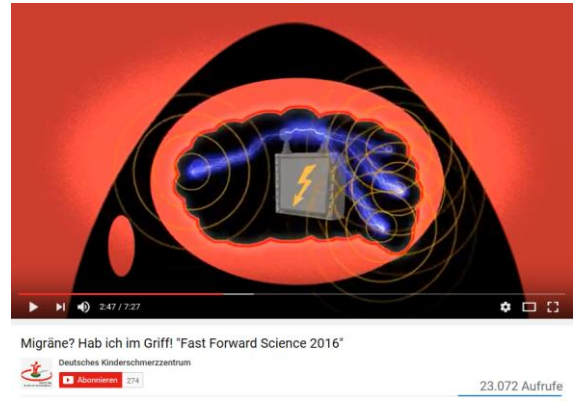 2:47 / 7:27
Migräne? Hab ich im Griff! "Fast Forward Science 2016"
Deutsches Kinderschmerzzentrum
Abonnieren 274
23.072 Aufrufe